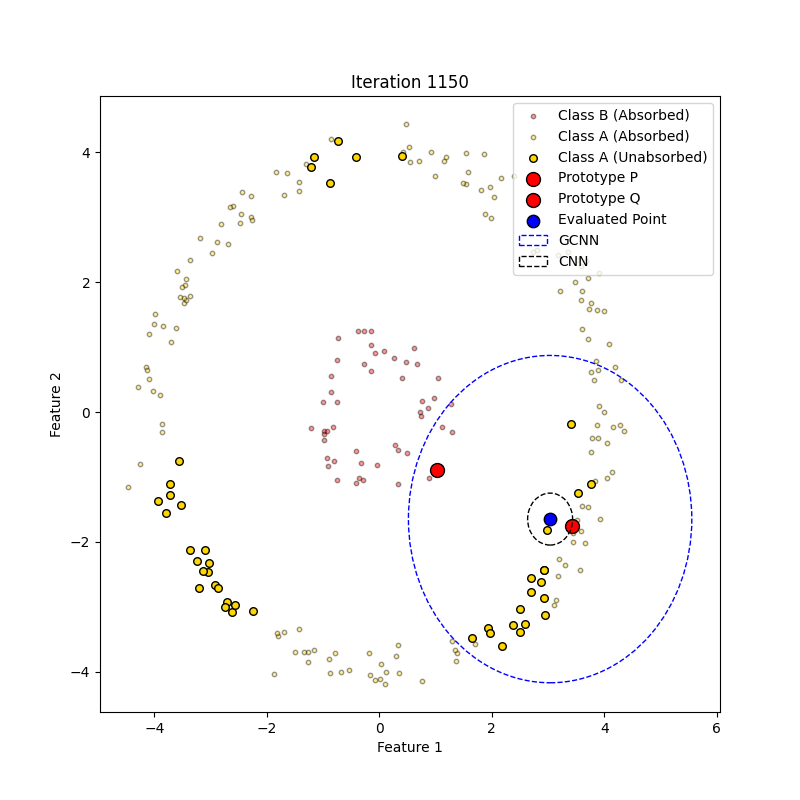 Iteration 1150
Class B (Absorbed)
Class A (Absorbed)
Class A (Unabsorbed)
Prototype P
Prototype Q
Evaluated Point
GCNN
CNN
4
2
0
−2
−4
Feature 2
−4 −2 0 2 4 6
Feature 1